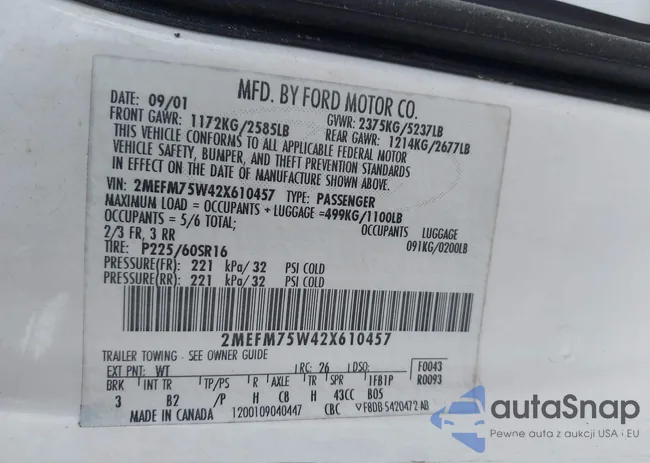 MFD. BY FORD MOTOR CO.
DATE: 09/01
GVWR: 2375KG/5237LB
FRONT GAWR: 1172KG/2585LB
REAR GAWR: 1214KG/2677LB
THIS VEHICLE CONFORMS TO ALL APPLICABLE FEDERAL MOTOR
VEHICLE SAFETY, BUMPER, AND THEFT PREVENTION STANDARDS
IN EFFECT ON THE DATE OF MANUFACTURE SHOWN ABOVE.
VIN: 2MEFM75W42X610457 TYPE: PASSENGER
MAXIMUM LOAD = OCCUPANTS + LUGGAGE =499KG/1100LB
OCCUPANTS = 5/6 TOTAL; OCCUPANTS LUGGAGE
2/3 FR, 3 RR 091KG/0200LB
TIRE: P225/60SR16
PRESSURE(FR): 221 kPa/ 32 PSI COLD
PRESSURE(RR): 221 kPa/ 32 PSI COLD
2MEFM75W42X610457
TRAILER TOWING - SEE OWNER GUIDE
EXT PNT: WT RC: 26 DSO: F0043
BRK INT TR TP/PS R AXLE TR SPR 1FB1P R0093
3 B2 P H C8 H 43CC B05
MADE IN CANADA 1200109040447 CBC VF8DB-5420472 AB
autoSnap
Pewne auta z aukcji USA i EU